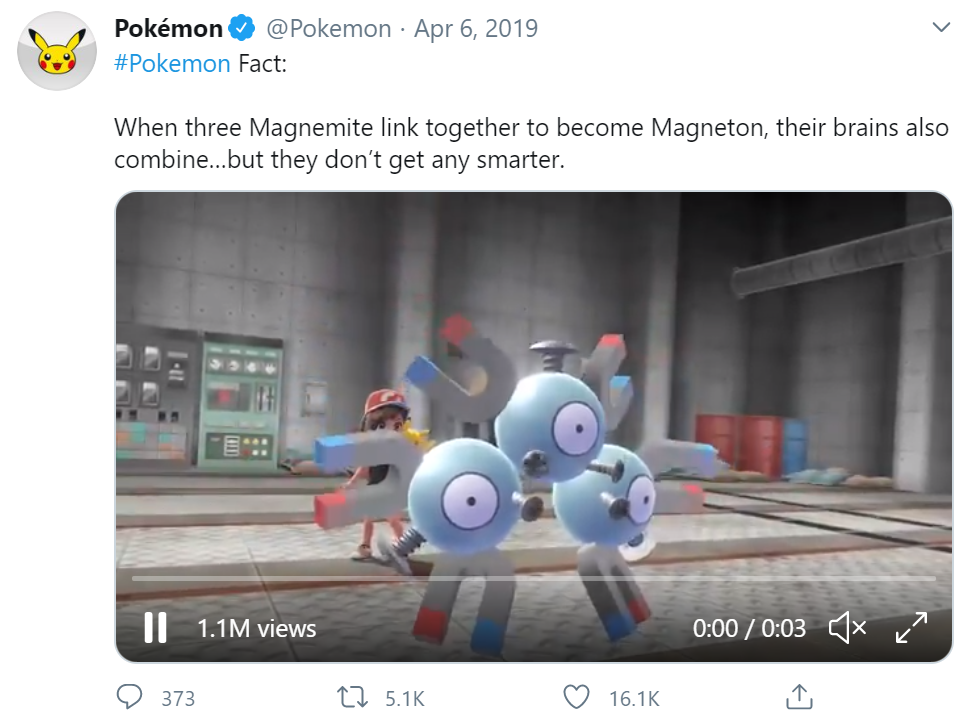 Pokémon @Pokemon · Apr 6, 2019
#Pokemon Fact:
When three Magnemite link together to become Magneton, their brains also
combine...but they don't get any smarter.
1.1M views 0:00 / 0:03
373 5.1K 16.1K